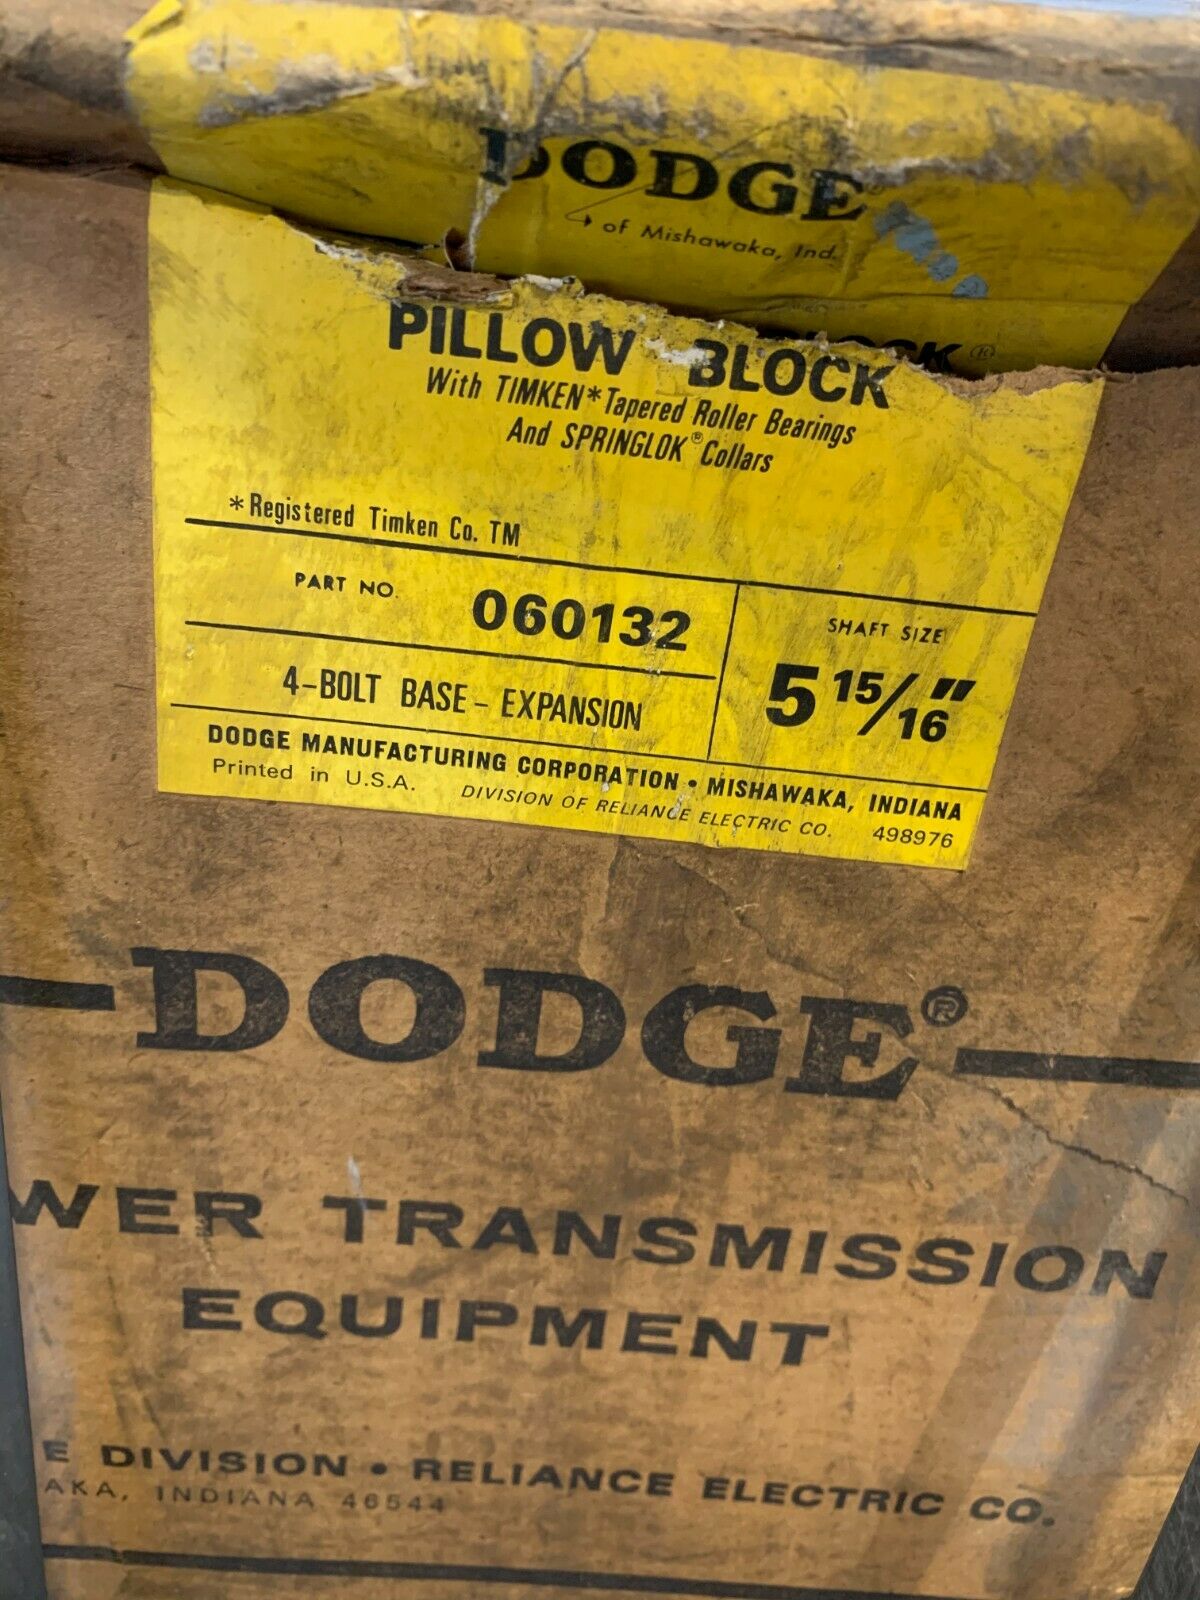 DODGE
of Mishawaka, Ind.
PILLOW BLOCK
®
With TIMKEN* Tapered Roller Bearings
And SPRINGLOK® Collars
*Registered Timken Co. TM
PART NO. 060132
SHAFT SIZE
5 15/16"
4-BOLT BASE - EXPANSION
DODGE MANUFACTURING CORPORATION • MISHAWAKA, INDIANA
Printed in U.S.A. DIVISION OF RELIANCE ELECTRIC CO. 498976
DODGE®
WER TRANSMISSION
EQUIPMENT
E DIVISION • RELIANCE ELECTRIC CO.
AKA, INDIANA 46544